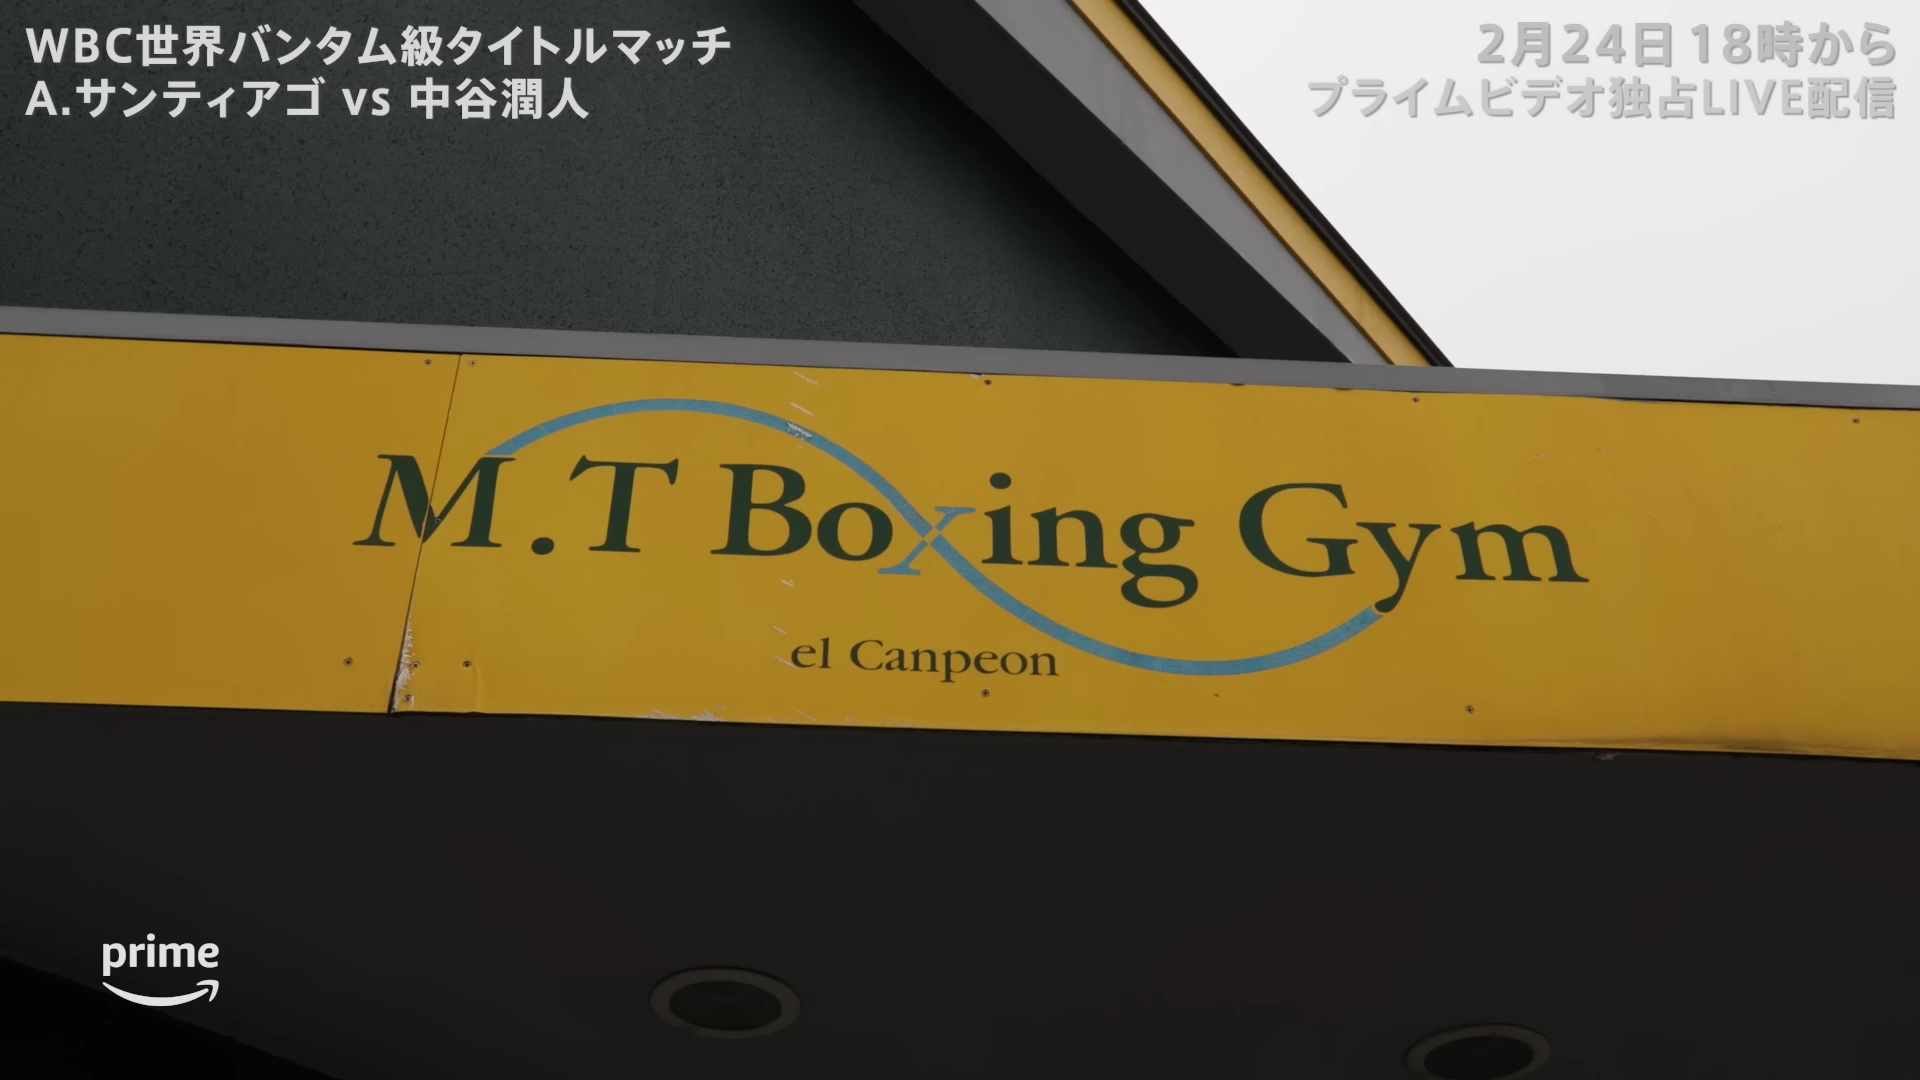 WBC世界バンタム級タイトルマッチ
A.サンティアゴ vs 中谷潤人
2月24日18時から
プライムビデオ独占LIVE配信
M.T Boxing Gym
el Canpeon
prime